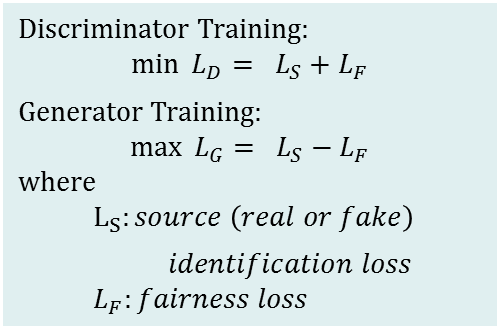 Discriminator Training:
min L_D = L_S + L_F
Generator Training:
max L_G = L_S − L_F
where
L_S: source (real or fake)
identification loss
L_F: fairness loss